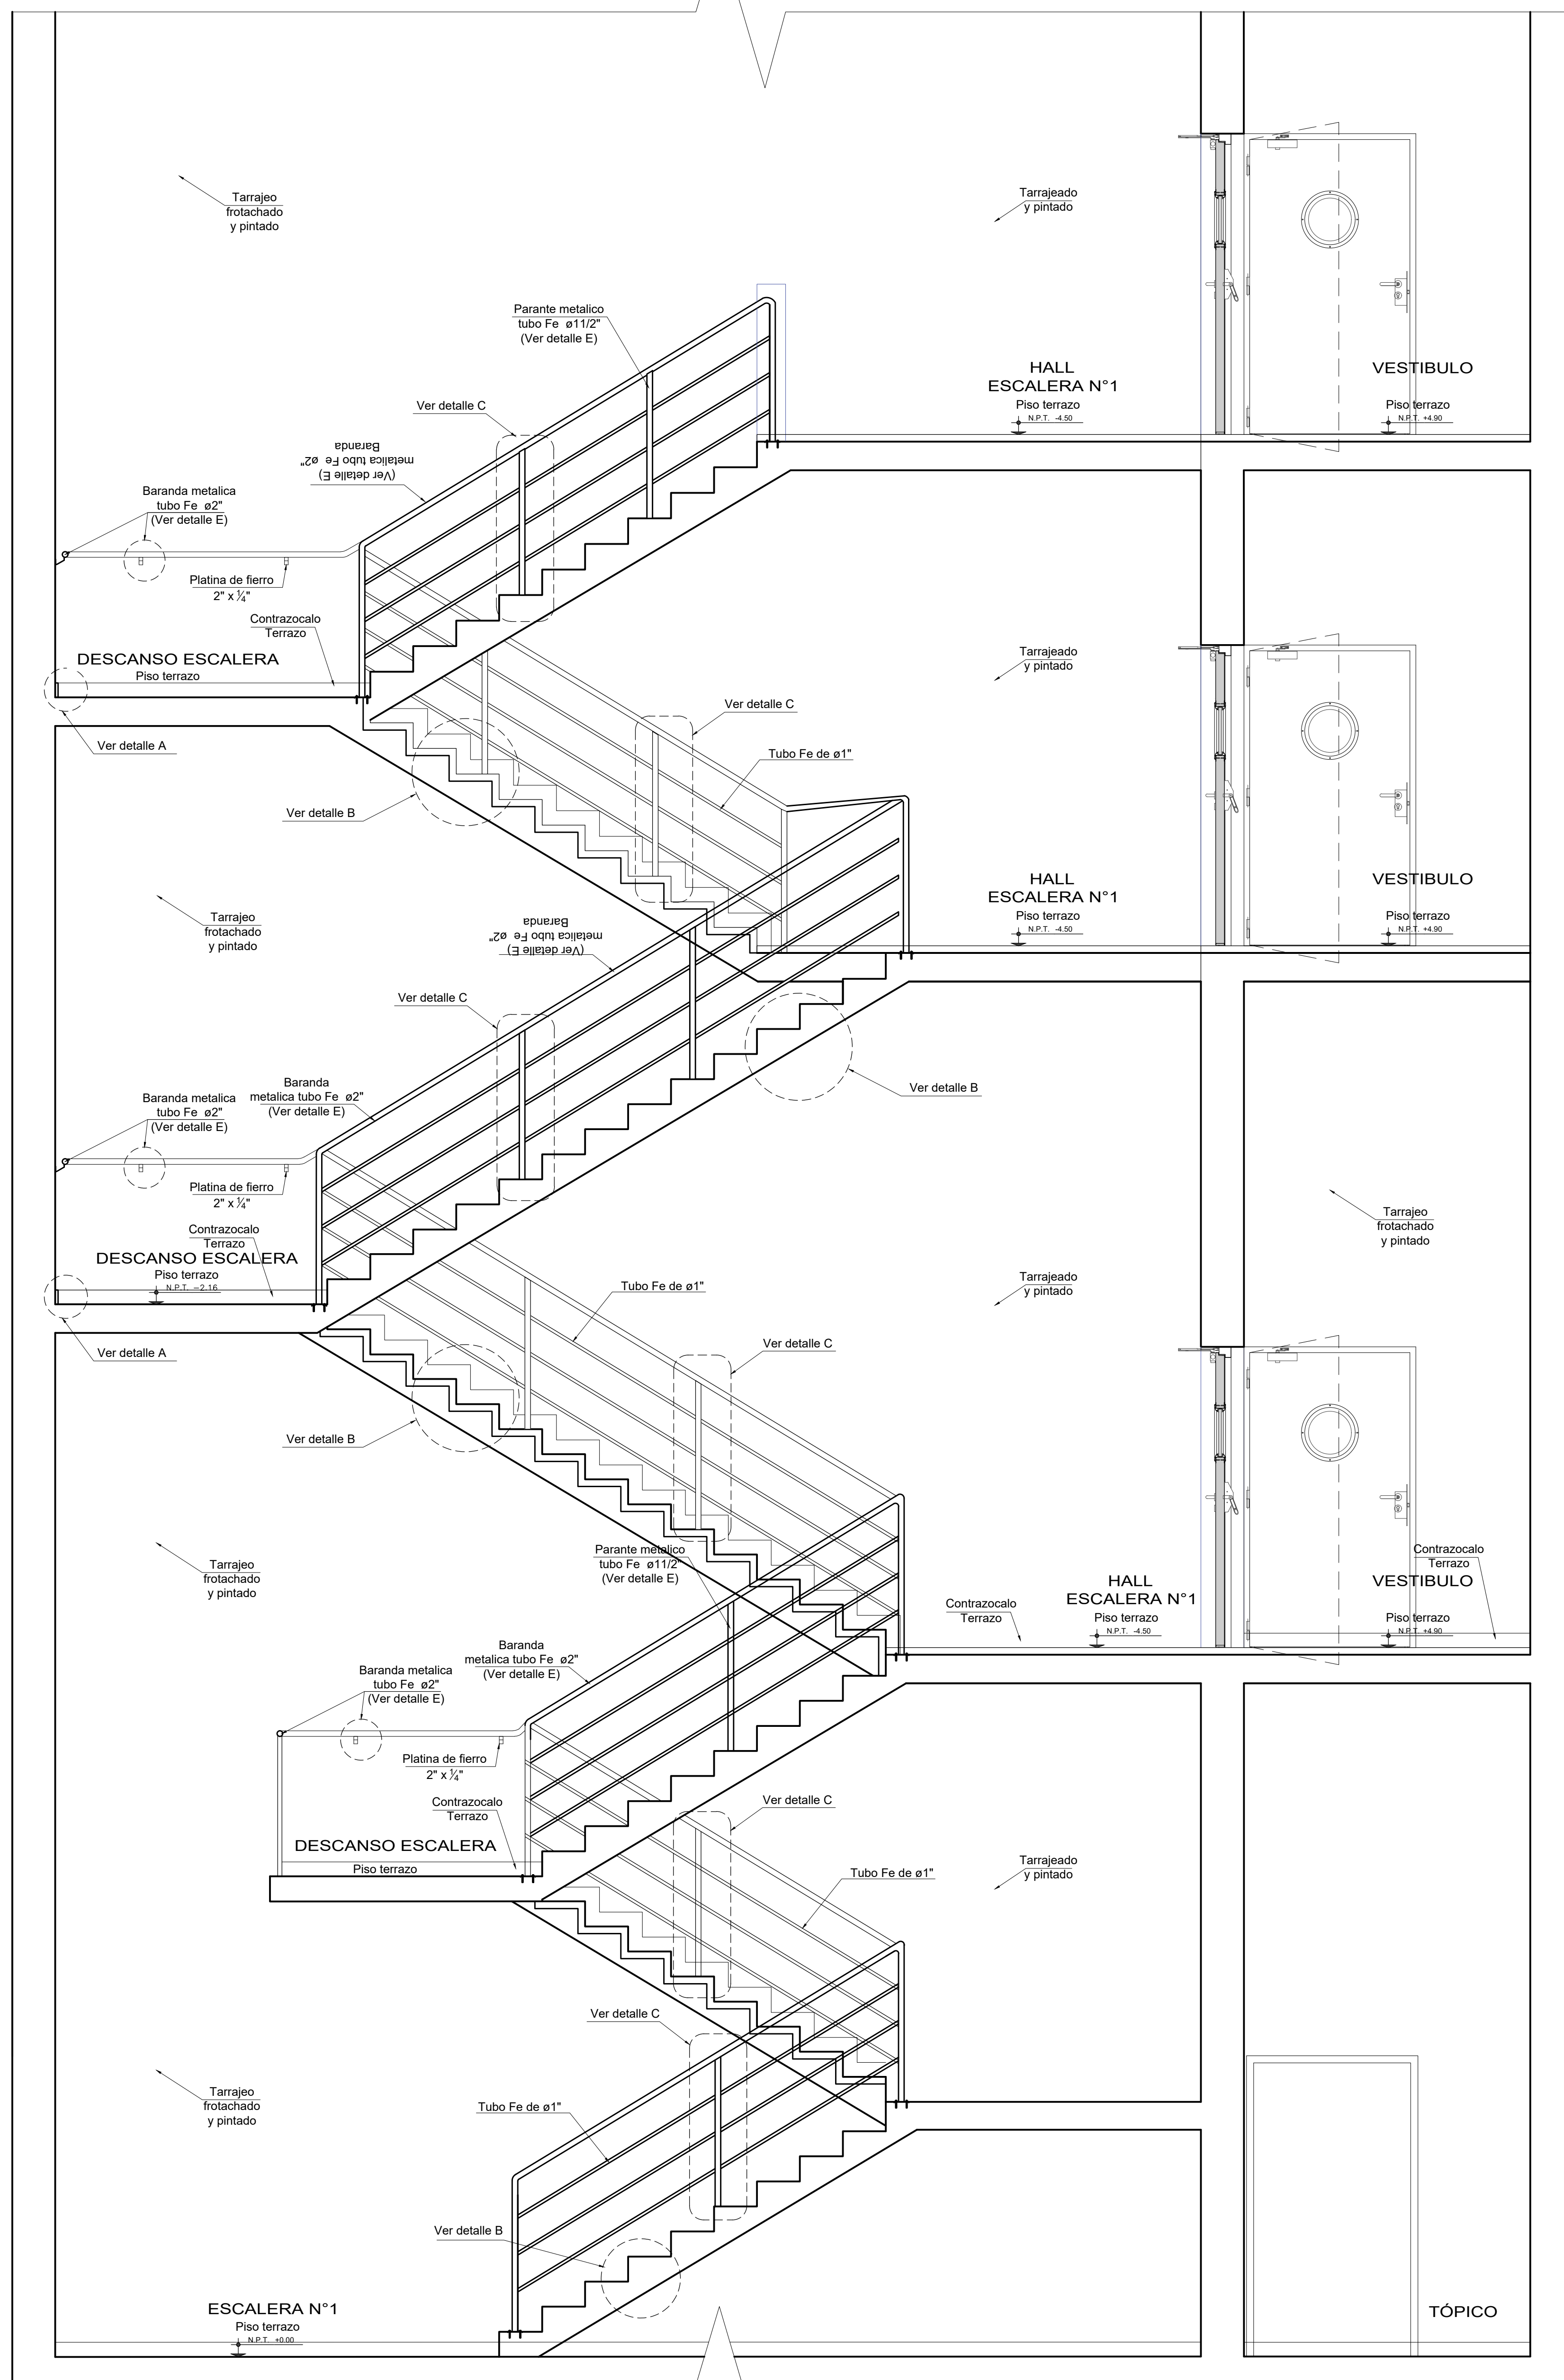 Tarrajeo
frotachado
y pintado
Tarrajeado
y pintado
Parante metalico
tubo Fe ø11/2"
(Ver detalle E)
HALL
ESCALERA N°1
Piso terrazo
N.P.T. -4.50
VESTIBULO
Piso terrazo
N.P.T. +4.90
Ver detalle C
Baranda
metalica tubo Fe ø2"
(Ver detalle E)
Baranda metalica
tubo Fe ø2"
(Ver detalle E)
Platina de fierro
2" x ¼"
Contrazocalo
Terrazo
DESCANSO ESCALERA
Piso terrazo
Ver detalle A
Tarrajeado
y pintado
Ver detalle C
Tubo Fe de ø1"
Ver detalle B
HALL
ESCALERA N°1
Piso terrazo
N.P.T. -4.50
VESTIBULO
Piso terrazo
N.P.T. +4.90
Tarrajeo
frotachado
y pintado
Baranda
metalica tubo Fe ø2"
(Ver detalle E)
Ver detalle C
Ver detalle B
Baranda metalica
tubo Fe ø2"
(Ver detalle E)
Baranda
metalica tubo Fe ø2"
(Ver detalle E)
Platina de fierro
2" x ¼"
Contrazocalo
Terrazo
DESCANSO ESCALERA
Piso terrazo
N.P.T. -2.16
Ver detalle A
Tarrajeo
frotachado
y pintado
Tarrajeado
y pintado
Tubo Fe de ø1"
Ver detalle C
Ver detalle B
Tarrajeo
frotachado
y pintado
Parante metalico
tubo Fe ø11/2"
(Ver detalle E)
Contrazocalo
Terrazo
HALL
ESCALERA N°1
Piso terrazo
N.P.T. -4.50
Contrazocalo
Terrazo
VESTIBULO
Piso terrazo
N.P.T. +4.90
Baranda
metalica tubo Fe ø2"
(Ver detalle E)
Baranda metalica
tubo Fe ø2"
(Ver detalle E)
Platina de fierro
2" x ¼"
Contrazocalo
Terrazo
DESCANSO ESCALERA
Piso terrazo
Ver detalle C
Tubo Fe de ø1"
Tarrajeado
y pintado
Ver detalle C
Tarrajeo
frotachado
y pintado
Tubo Fe de ø1"
Ver detalle B
ESCALERA N°1
Piso terrazo
N.P.T. +0.00
TÓPICO